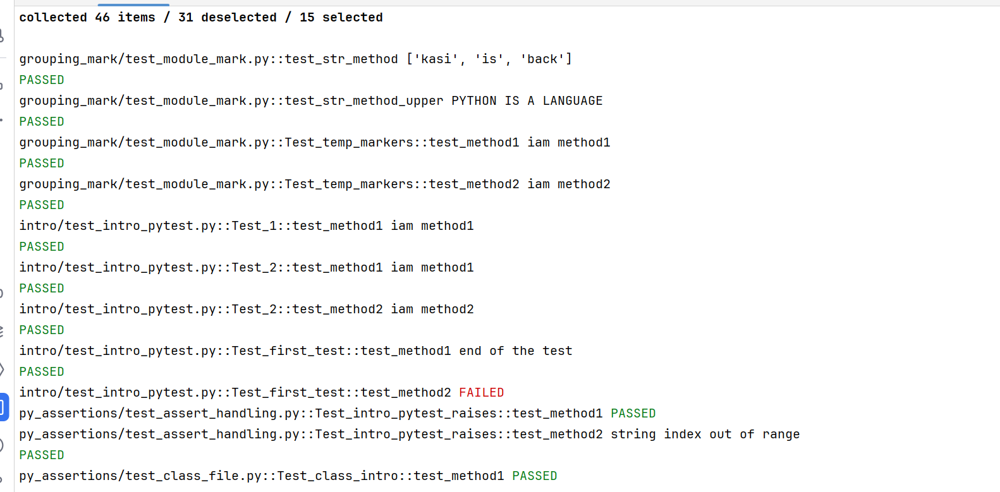 collected 46 items / 31 deselected / 15 selected
grouping_mark/test_module_mark.py::test_str_method ['kasi', 'is', 'back']
PASSED
grouping_mark/test_module_mark.py::test_str_method_upper PYTHON IS A LANGUAGE
PASSED
grouping_mark/test_module_mark.py::Test_temp_markers::test_method1 iam method1
PASSED
grouping_mark/test_module_mark.py::Test_temp_markers::test_method2 iam method2
PASSED
intro/test_intro_pytest.py::Test_1::test_method1 iam method1
PASSED
intro/test_intro_pytest.py::Test_2::test_method1 iam method1
PASSED
intro/test_intro_pytest.py::Test_2::test_method2 iam method2
PASSED
intro/test_intro_pytest.py::Test_first_test::test_method1 end of the test
PASSED
intro/test_intro_pytest.py::Test_first_test::test_method2 FAILED
py_assertions/test_assert_handling.py::Test_intro_pytest_raises::test_method1 PASSED
py_assertions/test_assert_handling.py::Test_intro_pytest_raises::test_method2 string index out of range
PASSED
py_assertions/test_class_file.py::Test_class_intro::test_method1 PASSED